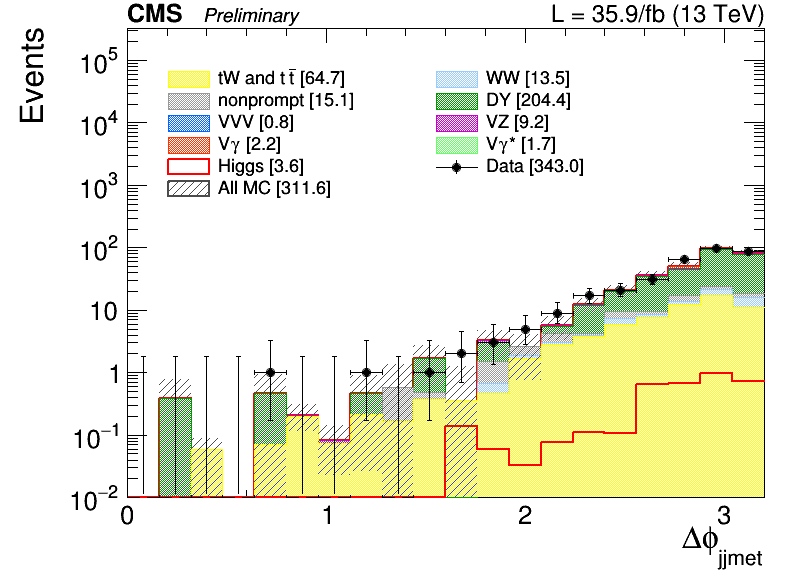 CMS Preliminary L = 35.9/fb (13 TeV)
Events
10⁵
10⁴
10³
10²
10
1
10⁻¹
10⁻²
tW and t t̄ [64.7]
nonprompt [15.1]
VVV [0.8]
Vγ [2.2]
Higgs [3.6]
All MC [311.6]
WW [13.5]
DY [204.4]
VZ [9.2]
Vγ* [1.7]
Data [343.0]
0 1 2 3
Δϕjjmet